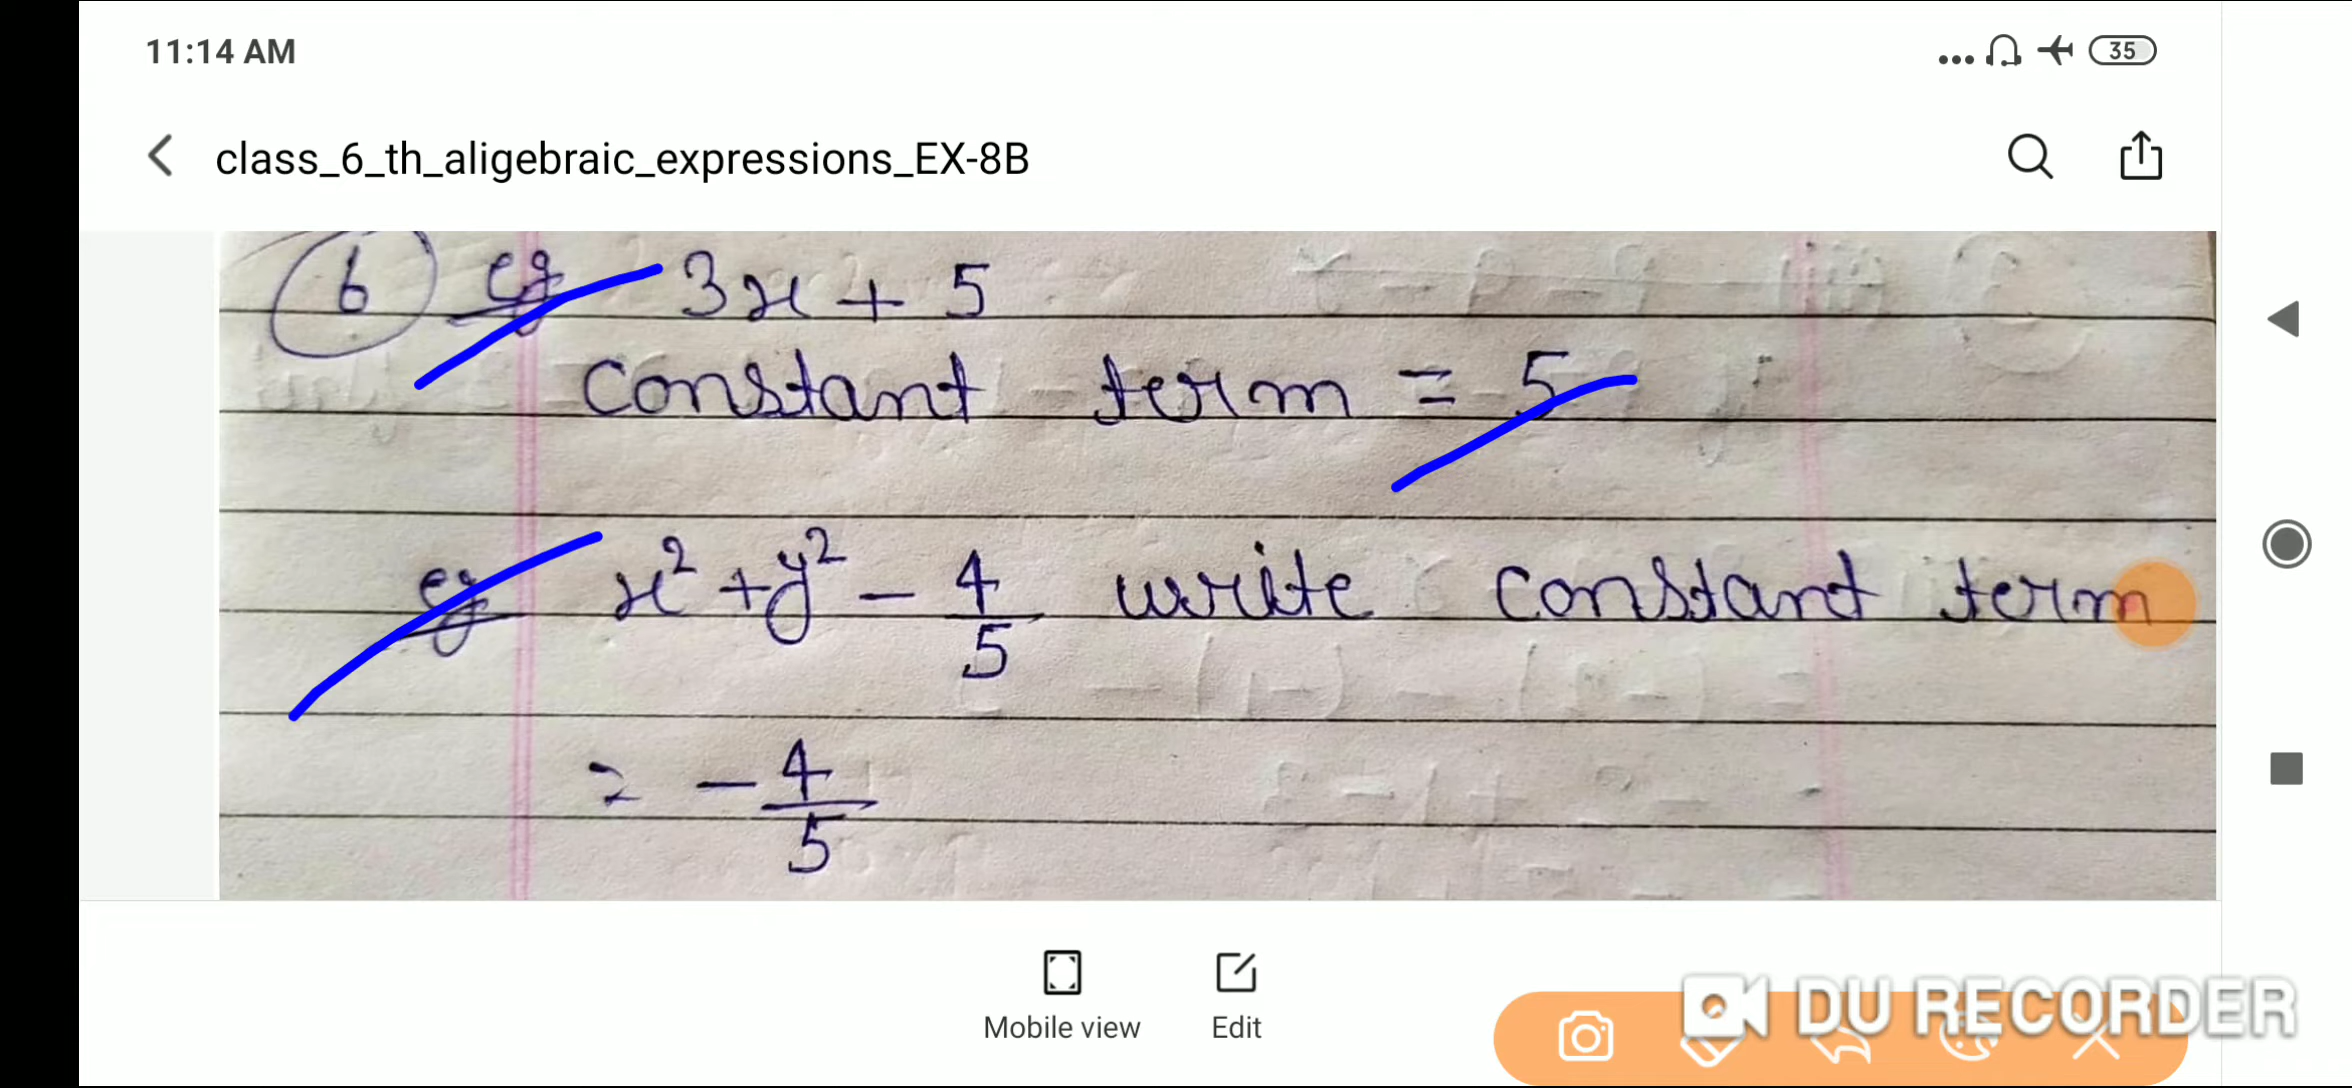 11:14 AM
35
class_6_th_aligebraic_expressions_EX-8B
6 eg 3x + 5
Constant term = 5
eg x² + y² - 4/5 write constant term
= - 4/5
Mobile view
Edit
DU RECORDER